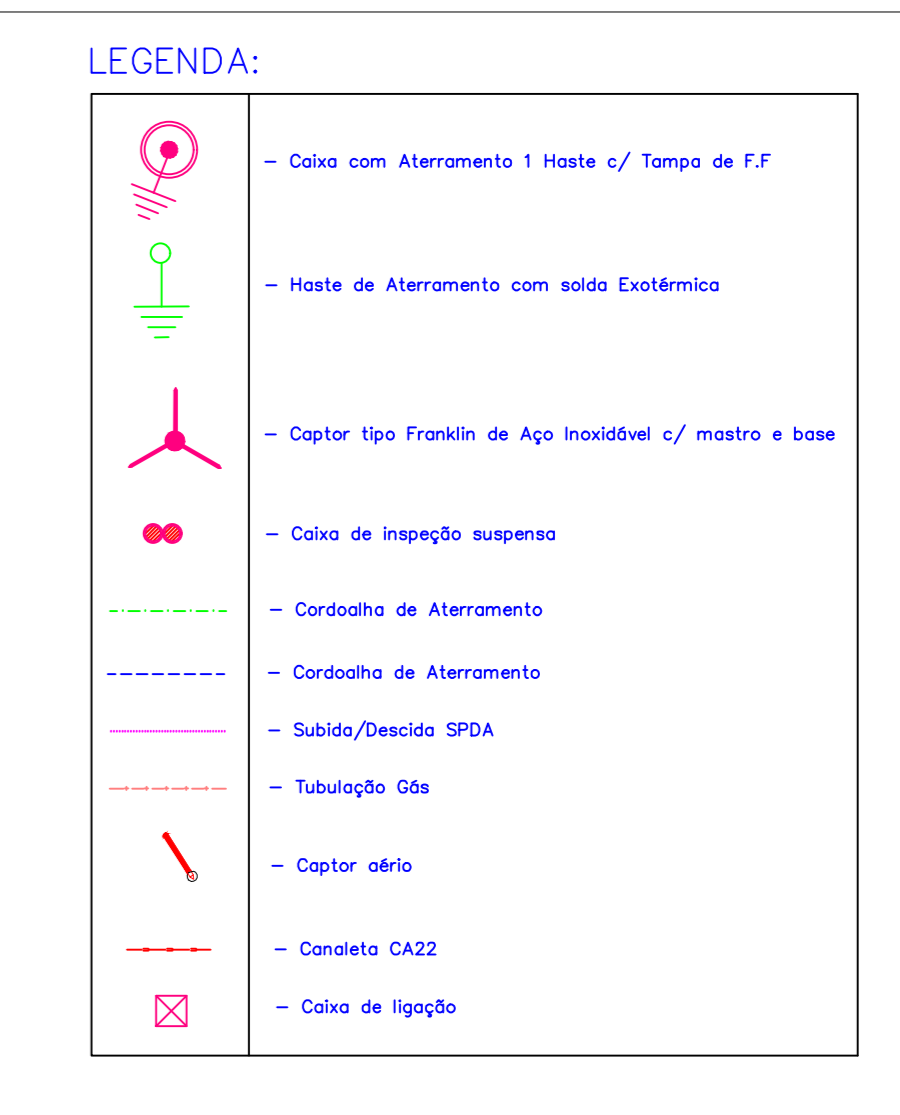 LEGENDA:
- Caixa com Aterramento 1 Haste c/ Tampa de F.F
- Haste de Aterramento com solda Exotérmica
- Captor tipo Franklin de Aço Inoxidável c/ mastro e base
- Caixa de inspeção suspensa
- Cordoalha de Aterramento
- Cordoalha de Aterramento
- Subida/Descida SPDA
- Tubulação Gás
- Captor aério
- Canaleta CA22
- Caixa de ligação